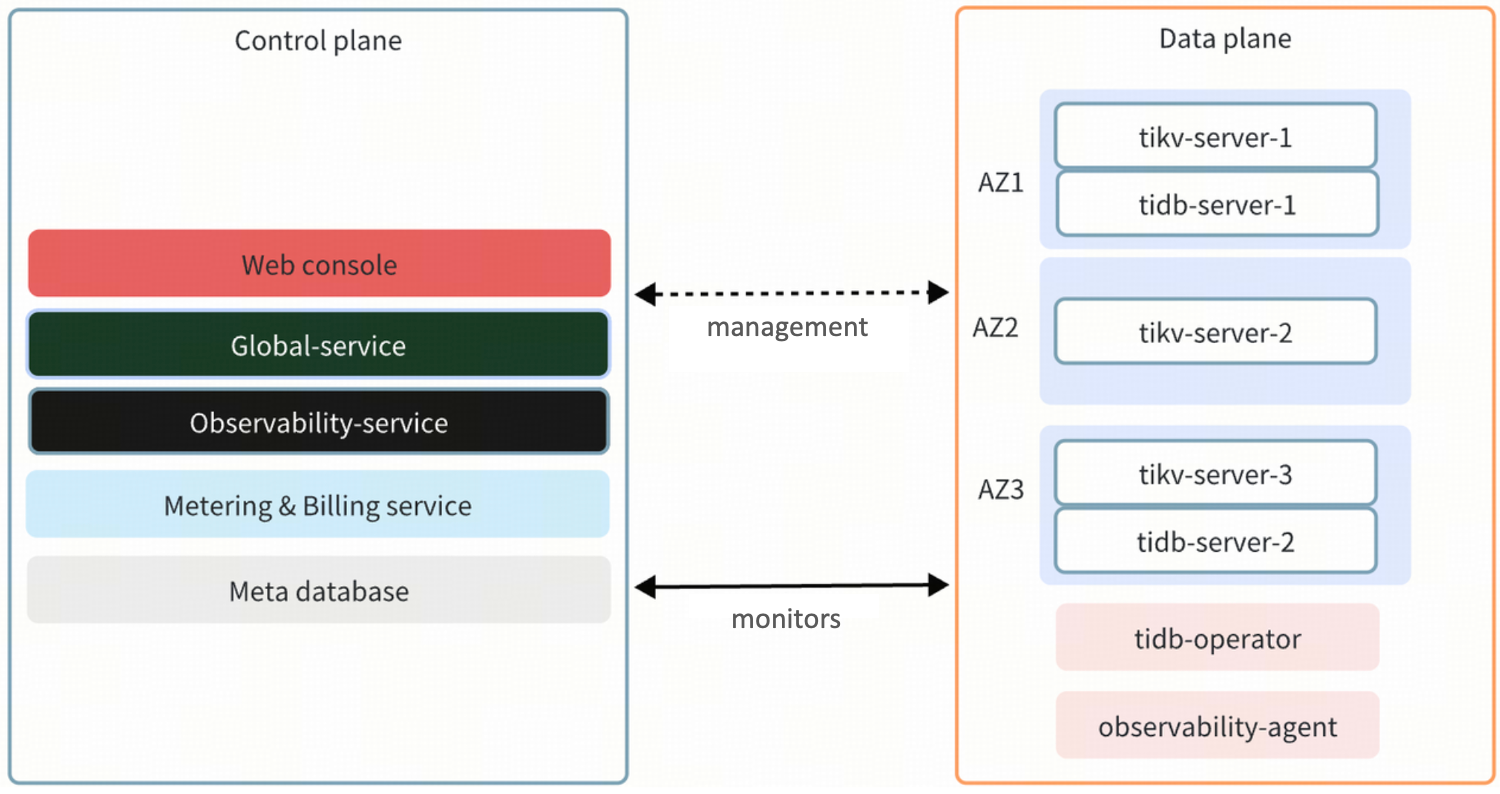 Control plane
Web console
Global-service
Observability-service
Metering & Billing service
Meta database
management
monitors
Data plane
AZ1
tikv-server-1
tidb-server-1
AZ2
tikv-server-2
AZ3
tikv-server-3
tidb-server-2
tidb-operator
observability-agent